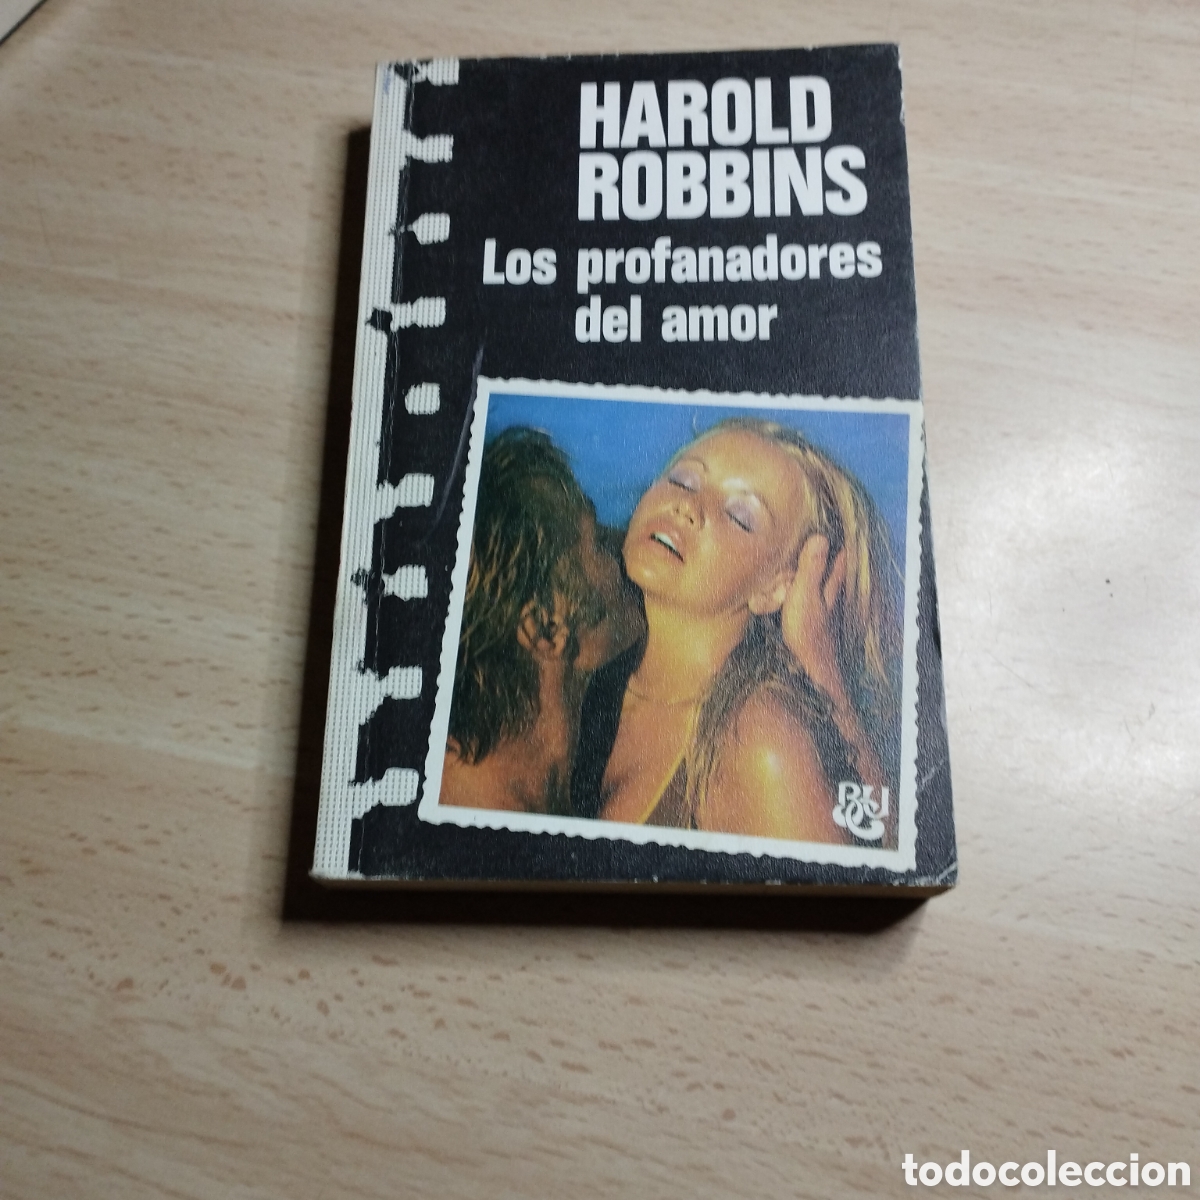 HAROLD
ROBBINS
Los profanadores
del amor
todocoleccion